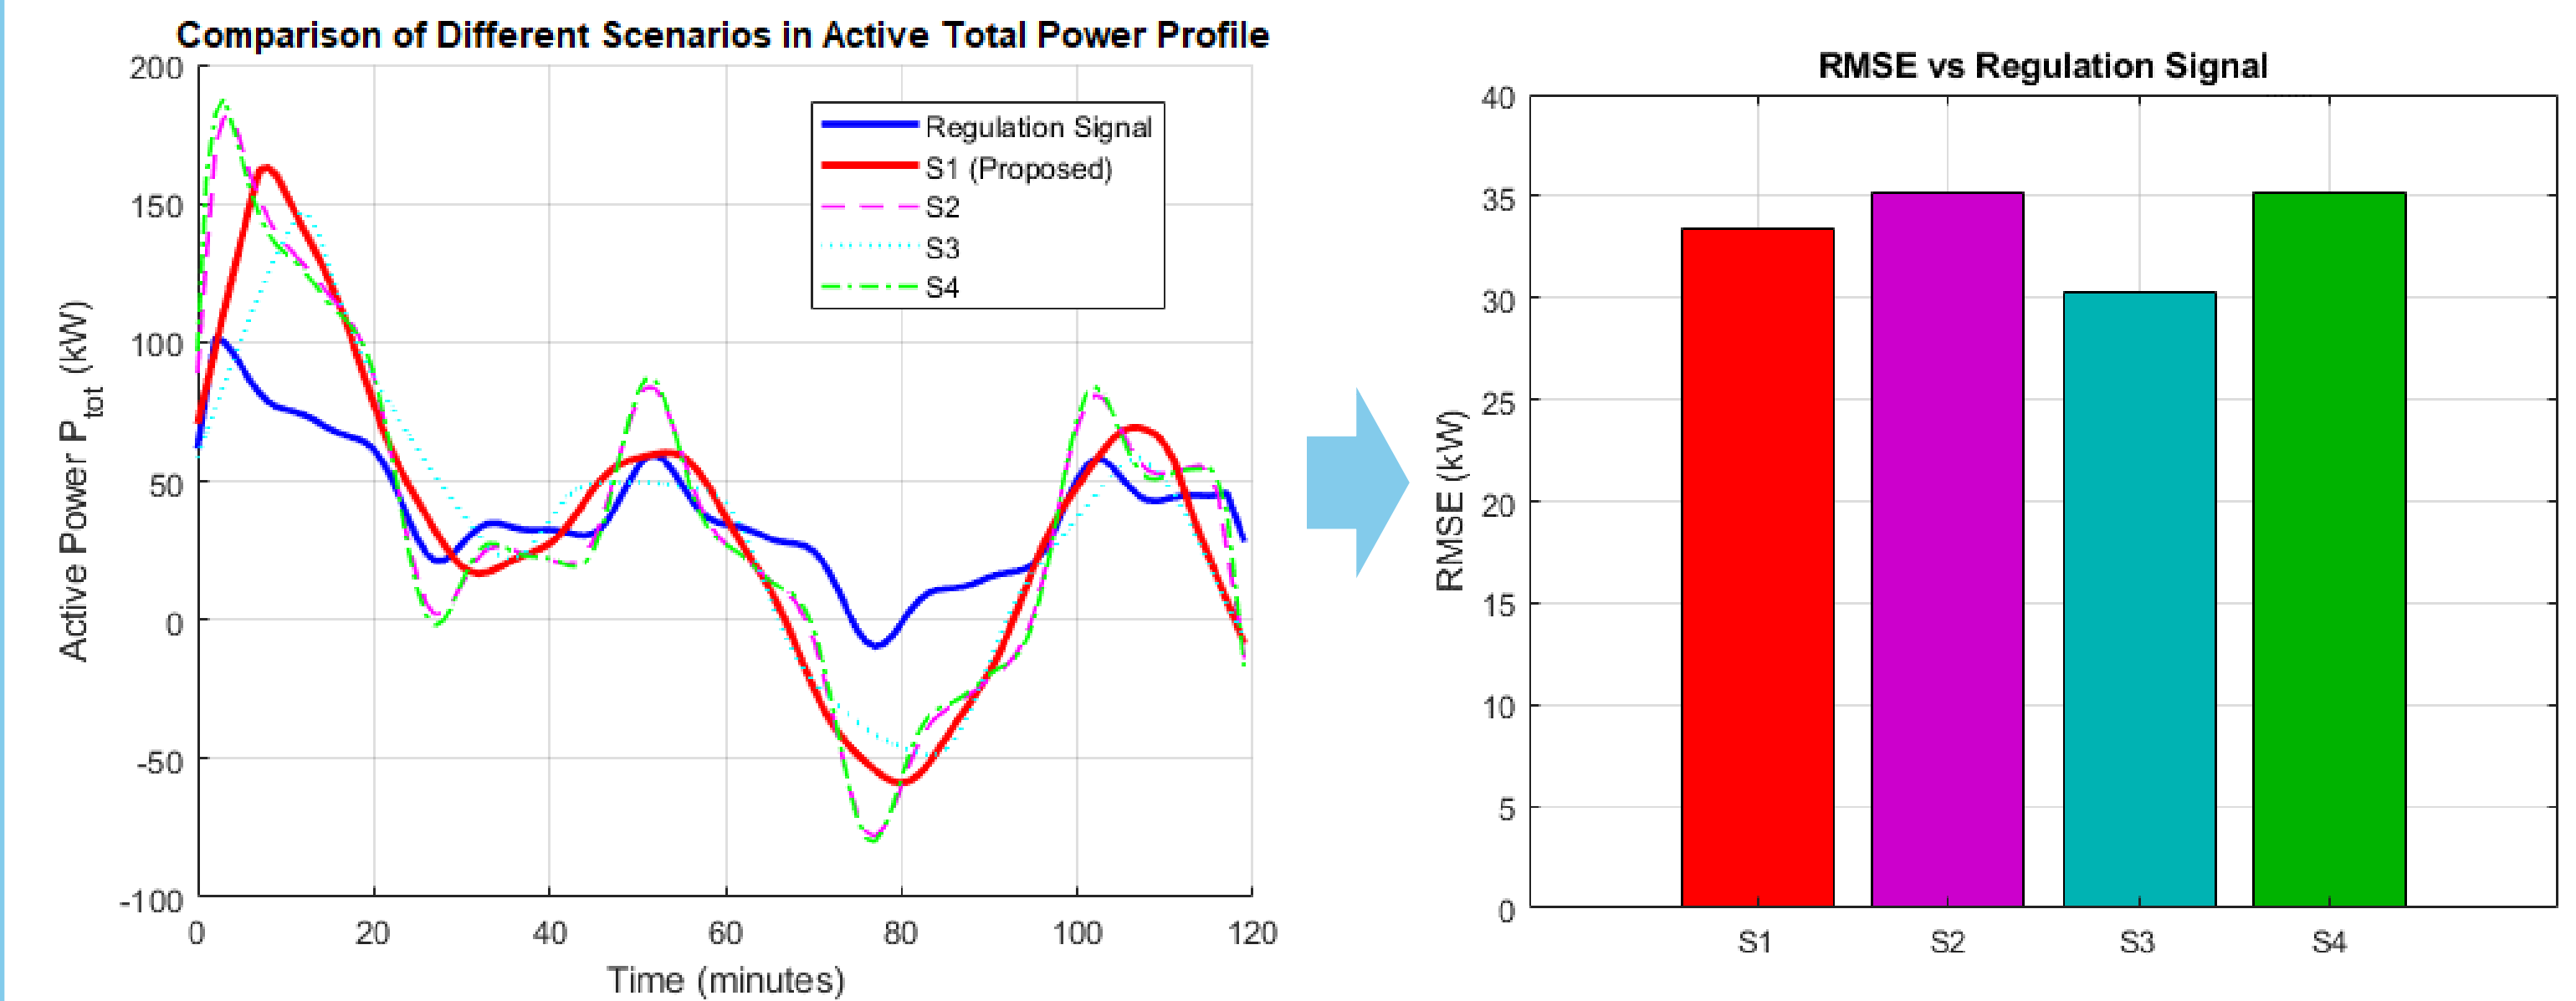 Comparison of Different Scenarios in Active Total Power Profile
200
150
100
50
0
-50
-100
Active Power P_tot (kW)
Regulation Signal
S1 (Proposed)
S2
S3
S4
0 20 40 60 80 100 120
Time (minutes)
RMSE vs Regulation Signal
40
35
30
25
20
15
10
5
0
RMSE (kW)
S1 S2 S3 S4